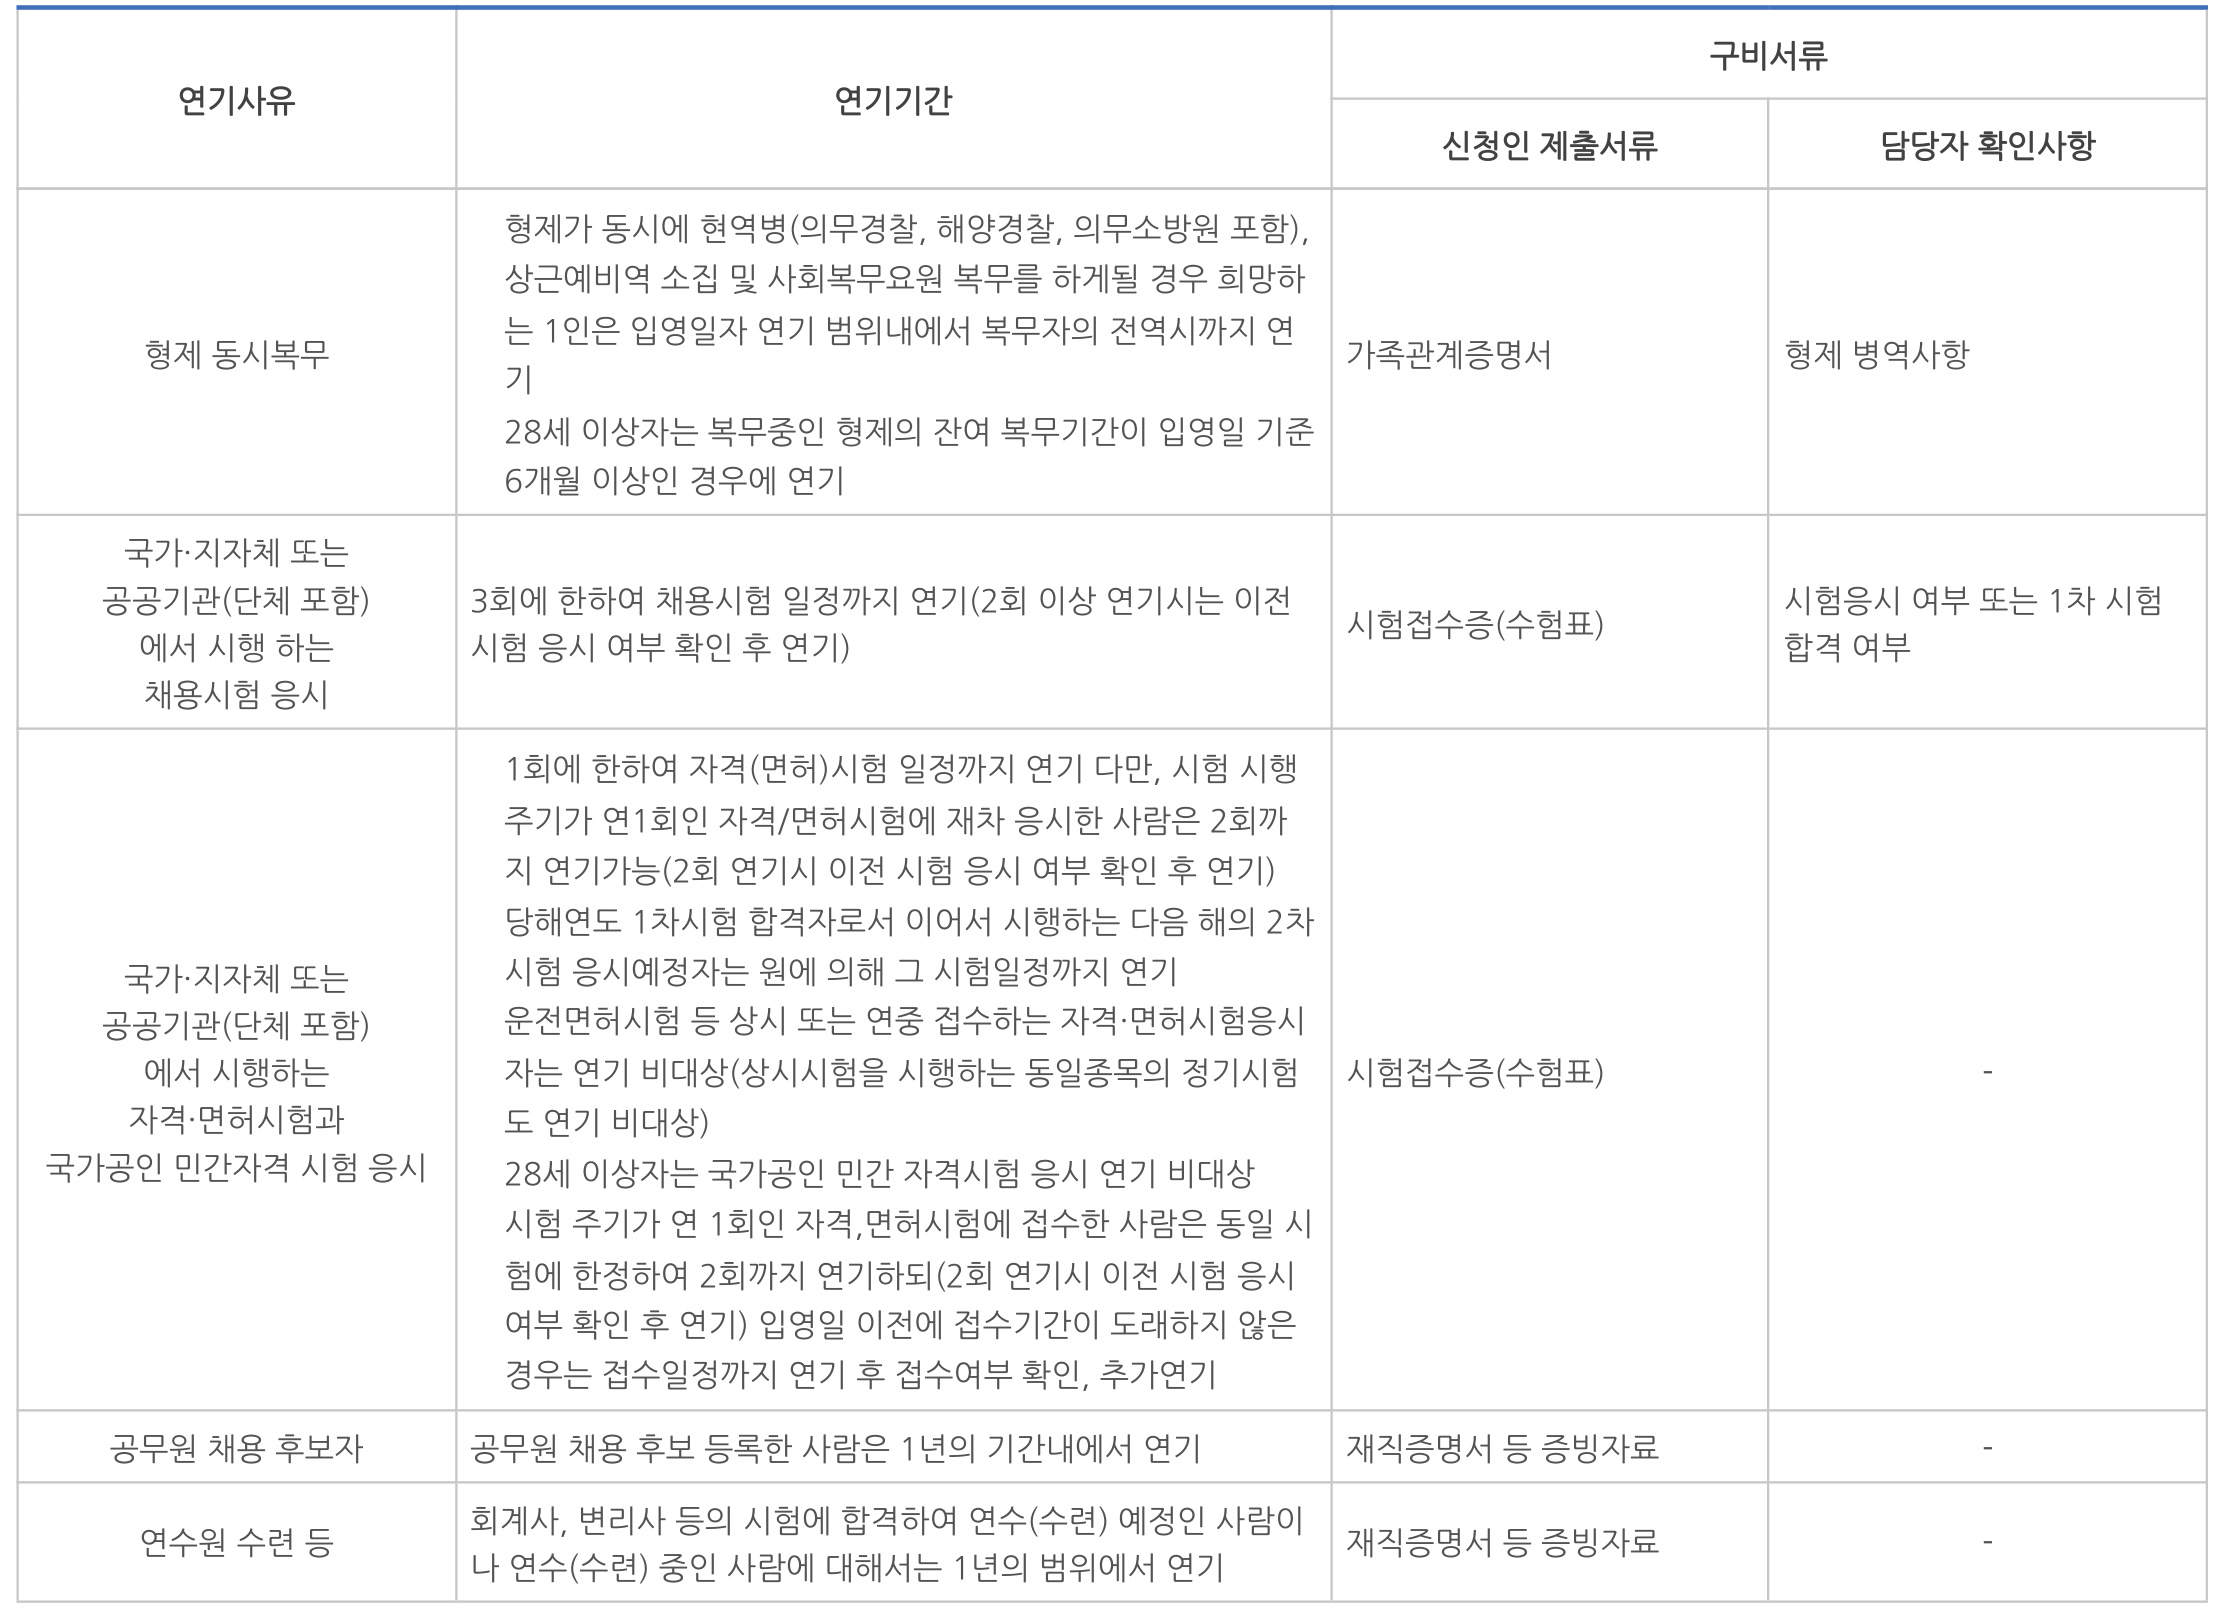 연기사유
연기기간
구비서류
신청인 제출서류
담당자 확인사항
형제 동시복무
형제가 동시에 현역병(의무경찰, 해양경찰, 의무소방원 포함),
상근예비역 소집 및 사회복무요원 복무를 하게될 경우 희망하
는 1인은 입영일자 연기 범위내에서 복무자의 전역시까지 연
기
28세 이상자는 복무중인 형제의 잔여 복무기간이 입영일 기준
6개월 이상인 경우에 연기
가족관계증명서
형제 병역사항
국가·지자체 또는
공공기관(단체 포함)
에서 시행 하는
채용시험 응시
3회에 한하여 채용시험 일정까지 연기(2회 이상 연기시는 이전
시험 응시 여부 확인 후 연기)
시험접수증(수험표)
시험응시 여부 또는 1차 시험
합격 여부
국가·지자체 또는
공공기관(단체 포함)
에서 시행하는
자격·면허시험과
국가공인 민간자격 시험 응시
1회에 한하여 자격(면허)시험 일정까지 연기 다만, 시험 시행
주기가 연1회인 자격/면허시험에 재차 응시한 사람은 2회까
지 연기가능(2회 연기시 이전 시험 응시 여부 확인 후 연기)
당해연도 1차시험 합격자로서 이어서 시행하는 다음 해의 2차
시험 응시예정자는 원에 의해 그 시험일정까지 연기
운전면허시험 등 상시 또는 연중 접수하는 자격·면허시험응시
자는 연기 비대상(상시시험을 시행하는 동일종목의 정기시험
도 연기 비대상)
28세 이상자는 국가공인 민간 자격시험 응시 연기 비대상
시험 주기가 연 1회인 자격,면허시험에 접수한 사람은 동일 시
험에 한정하여 2회까지 연기하되(2회 연기시 이전 시험 응시
여부 확인 후 연기) 입영일 이전에 접수기간이 도래하지 않은
경우는 접수일정까지 연기 후 접수여부 확인, 추가연기
시험접수증(수험표)
-
공무원 채용 후보자
공무원 채용 후보 등록한 사람은 1년의 기간내에서 연기
재직증명서 등 증빙자료
-
연수원 수련 등
회계사, 변리사 등의 시험에 합격하여 연수(수련) 예정인 사람이
나 연수(수련) 중인 사람에 대해서는 1년의 범위에서 연기
재직증명서 등 증빙자료
-